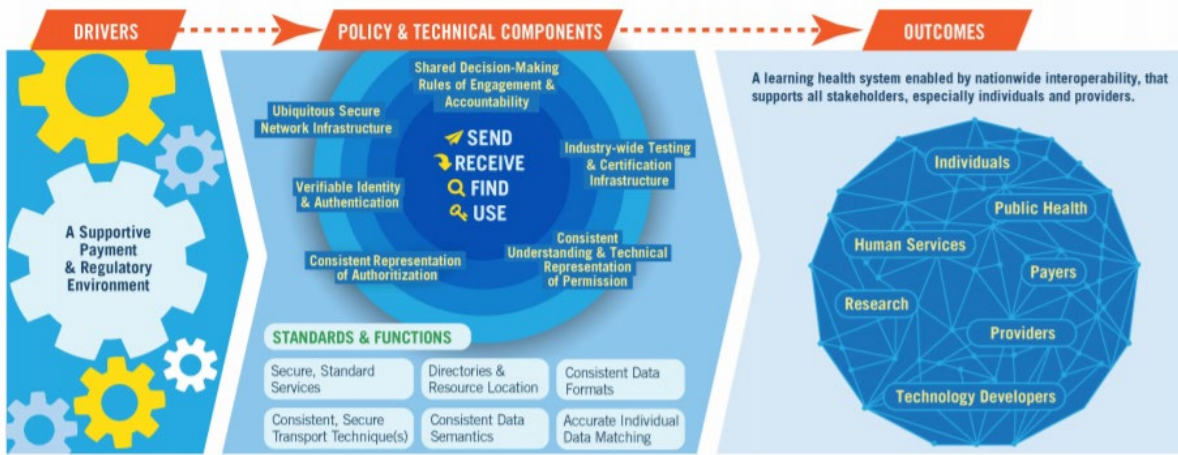 DRIVERS
POLICY & TECHNICAL COMPONENTS
OUTCOMES
A Supportive
Payment
& Regulatory
Environment
Shared Decision-Making
Rules of Engagement &
Accountability
Ubiquitous Secure
Network Infrastructure
Industry-wide Testing
& Certification
Infrastructure
Verifiable Identity
& Authentication
SEND
RECEIVE
FIND
USE
Consistent Representation
of Authoritization
Consistent
Understanding & Technical
Representation
of Permission
STANDARDS & FUNCTIONS
Secure, Standard
Services
Directories &
Resource Location
Consistent Data
Formats
Consistent, Secure
Transport Technique(s)
Consistent Data
Semantics
Accurate Individual
Data Matching
A learning health system enabled by nationwide interoperability, that
supports all stakeholders, especially individuals and providers.
Individuals
Public Health
Human Services
Payers
Research
Providers
Technology Developers